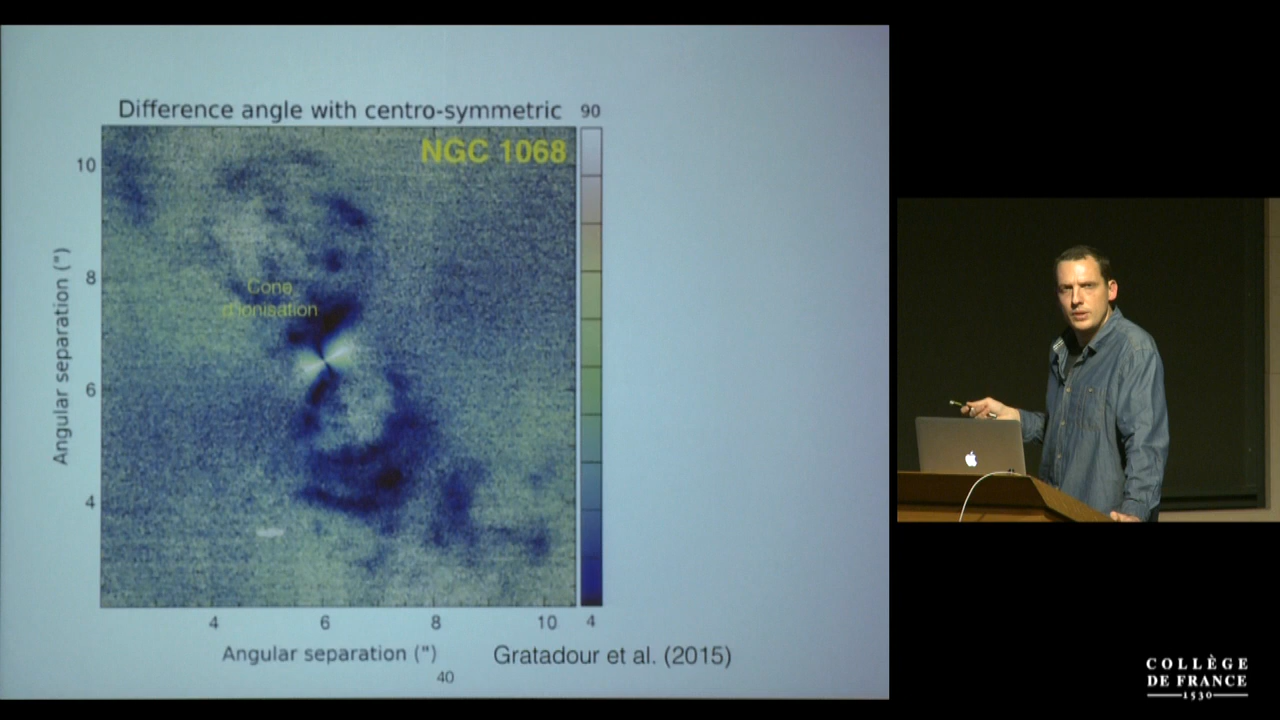 Difference angle with centro-symmetric
90
NGC 1068
10
8
6
4
Angular separation (")
Cone
d'ionisation
4
6
8
10
4
Angular separation (")
Gratadour et al. (2015)
40
COLLÈGE
DE FRANCE
1530